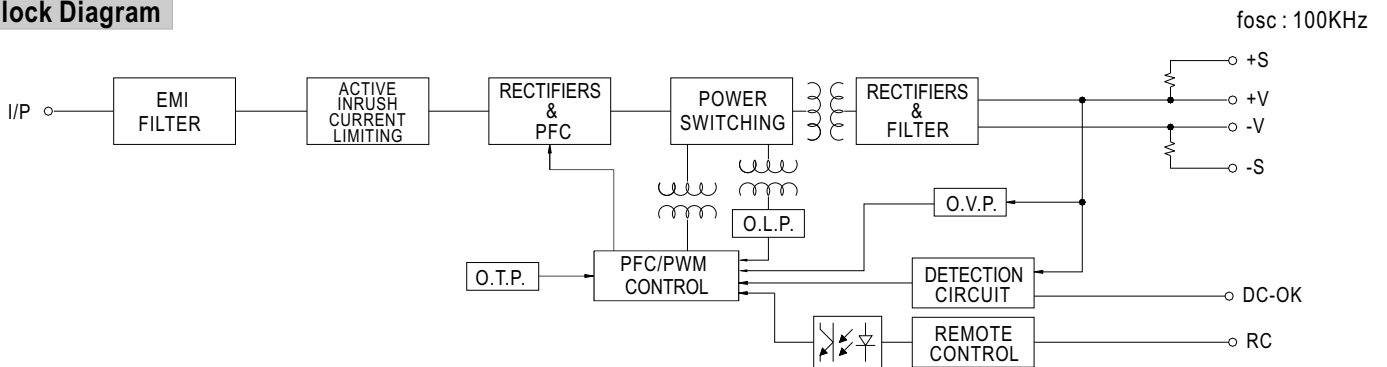 lock Diagram
fosc : 100KHz
I/P
EMI
FILTER
ACTIVE
INRUSH
CURRENT
LIMITING
RECTIFIERS
&
PFC
POWER
SWITCHING
RECTIFIERS
&
FILTER
+S
+V
-V
-S
O.L.P.
O.V.P.
O.T.P.
PFC/PWM
CONTROL
DETECTION
CIRCUIT
DC-OK
REMOTE
CONTROL
RC